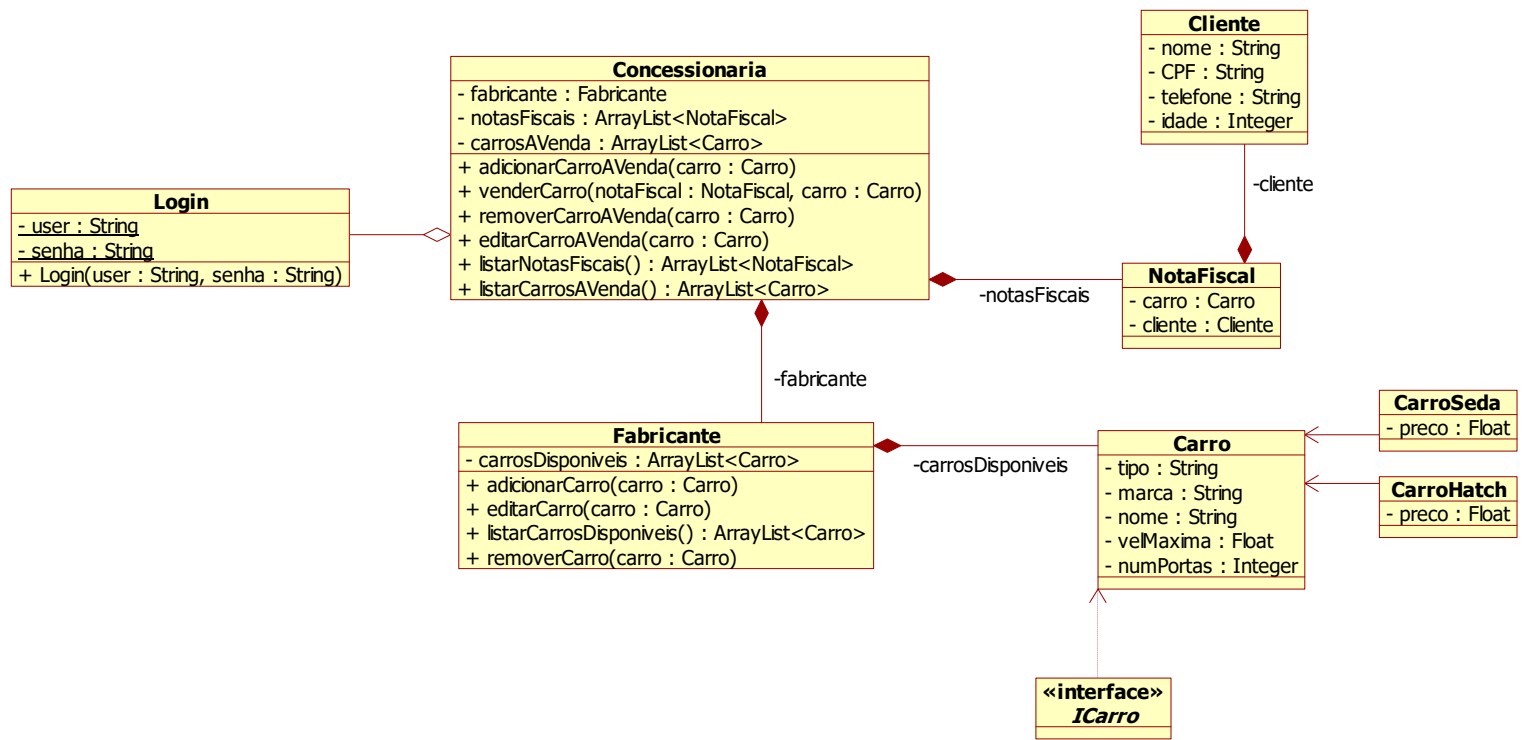 Cliente
- nome : String
- CPF : String
- telefone : String
- idade : Integer
Concessionaria
- fabricante : Fabricante
- notasFiscais : ArrayList<NotaFiscal>
- carrosAVenda : ArrayList<Carro>
+ adicionarCarroAVenda(carro : Carro)
+ venderCarro(notaFiscal : NotaFiscal, carro : Carro)
+ removerCarroAVenda(carro : Carro)
+ editarCarroAVenda(carro : Carro)
+ listarNotasFiscais() : ArrayList<NotaFiscal>
+ listarCarrosAVenda() : ArrayList<Carro>
Login
- user : String
- senha : String
+ Login(user : String, senha : String)
-cliente
NotaFiscal
- carro : Carro
- cliente : Cliente
-notasFiscais
-fabricante
Fabricante
- carrosDisponiveis : ArrayList<Carro>
+ adicionarCarro(carro : Carro)
+ editarCarro(carro : Carro)
+ listarCarrosDisponiveis() : ArrayList<Carro>
+ removerCarro(carro : Carro)
-carrosDisponiveis
Carro
- tipo : String
- marca : String
- nome : String
- velMaxima : Float
- numPortas : Integer
CarroSeda
- preco : Float
CarroHatch
- preco : Float
«interface»
ICarro